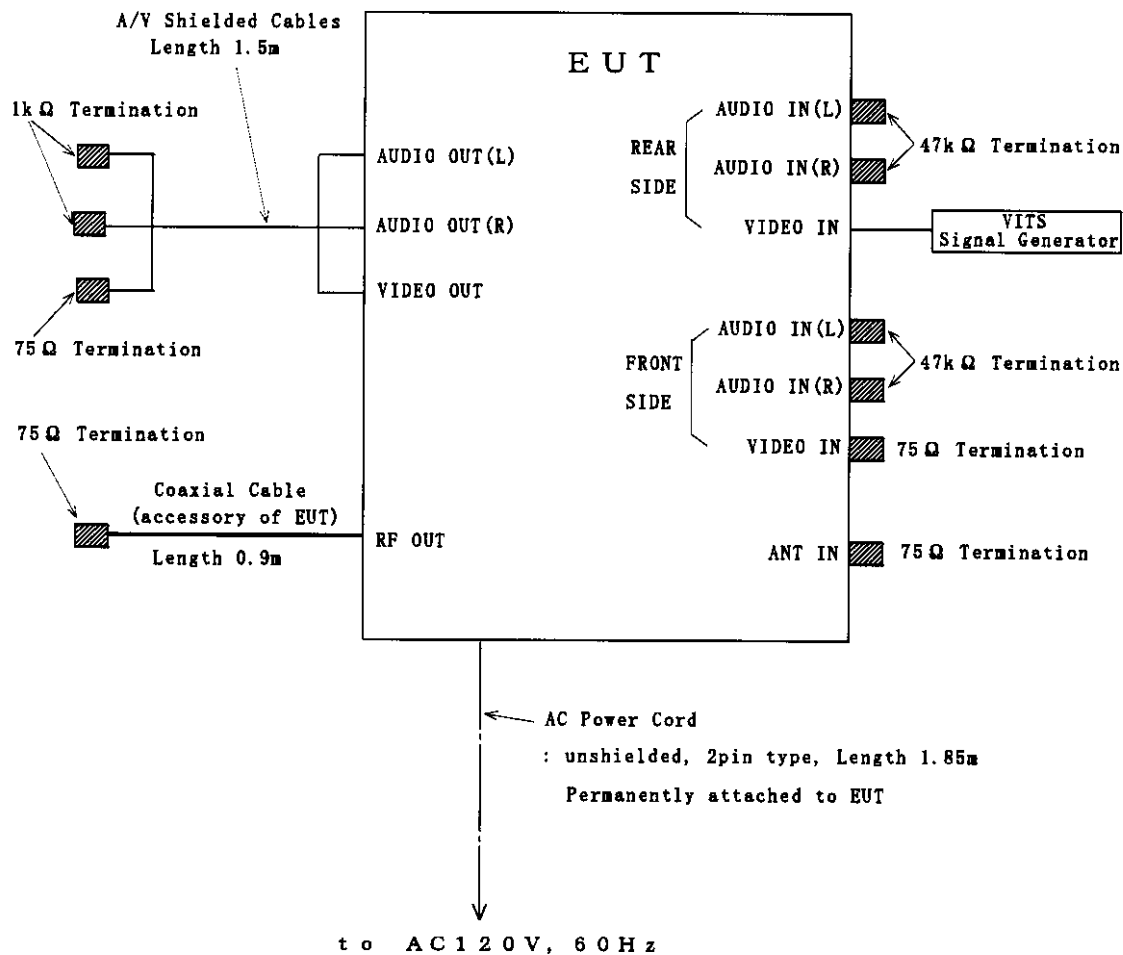 A/V Shielded Cables
Length 1.5m
EUT
1kΩ Termination
AUDIO OUT(L)
AUDIO OUT(R)
VIDEO OUT
75Ω Termination
REAR
SIDE
AUDIO IN(L)
AUDIO IN(R)
VIDEO IN
47kΩ Termination
VITS
Signal Generator
FRONT
SIDE
AUDIO IN(L)
AUDIO IN(R)
VIDEO IN
47kΩ Termination
75Ω Termination
75Ω Termination
Coaxial Cable
(accessory of EUT)
Length 0.9m
RF OUT
ANT IN
75Ω Termination
AC Power Cord
: unshielded, 2pin type, Length 1.85m
Permanently attached to EUT
to AC120V, 60Hz